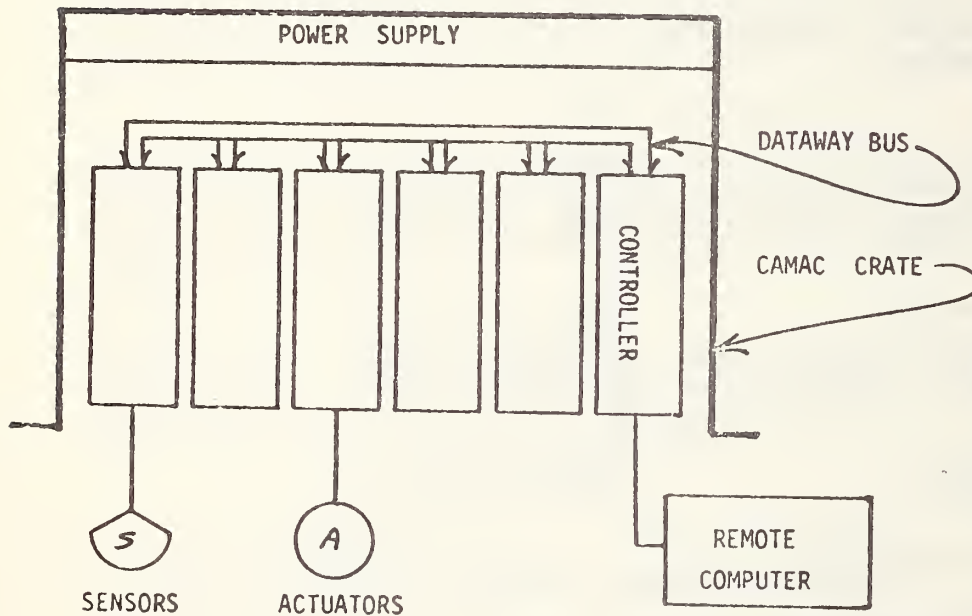 POWER SUPPLY
DATAWAY BUS
CONTROLLER
CAMAC CRATE
S
A
REMOTE
COMPUTER
SENSORS
ACTUATORS